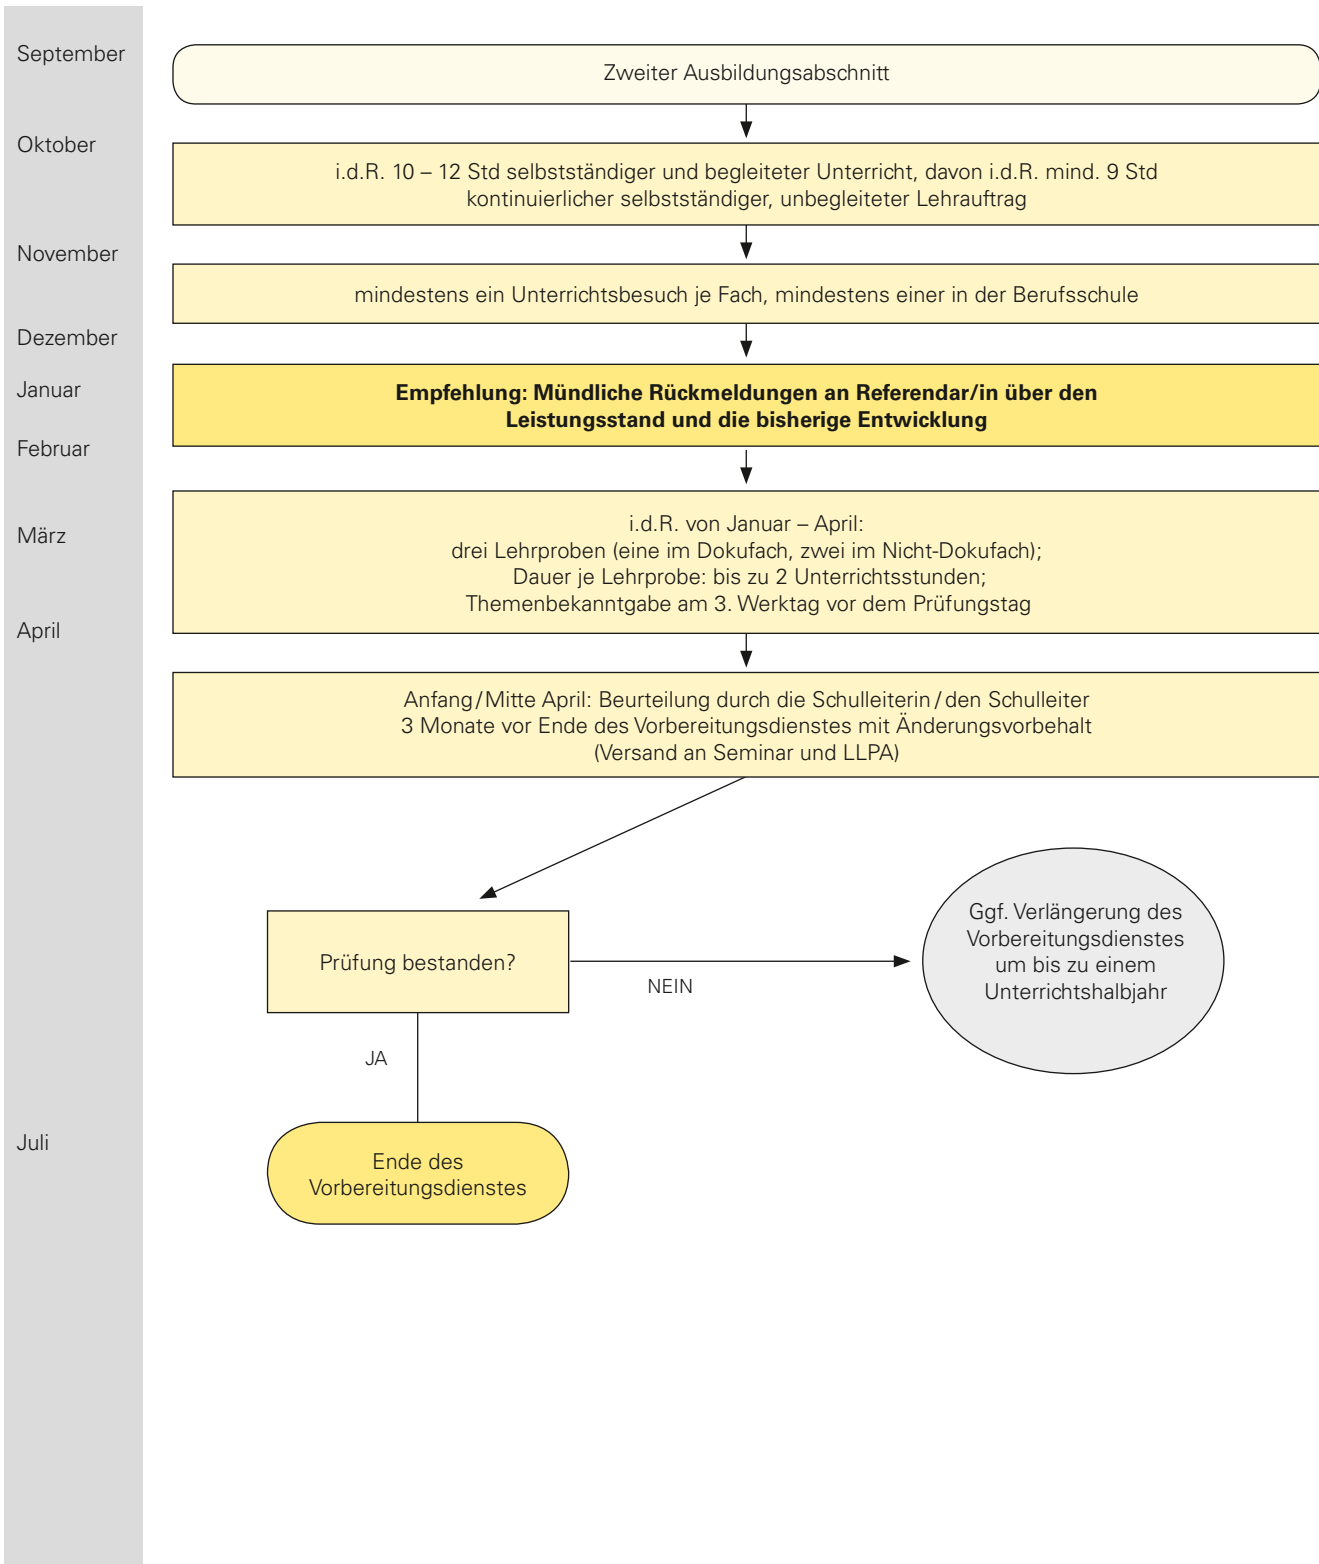 September
Zweiter Ausbildungsabschnitt
Oktober
i.d.R. 10 – 12 Std selbstständiger und begleiteter Unterricht, davon i.d.R. mind. 9 Std
kontinuierlicher selbstständiger, unbegleiteter Lehrauftrag
November
mindestens ein Unterrichtsbesuch je Fach, mindestens einer in der Berufsschule
Dezember
Januar
Empfehlung: Mündliche Rückmeldungen an Referendar/in über den
Leistungsstand und die bisherige Entwicklung
Februar
März
i.d.R. von Januar – April:
drei Lehrproben (eine im Dokufach, zwei im Nicht-Dokufach);
Dauer je Lehrprobe: bis zu 2 Unterrichtsstunden;
Themenbekanntgabe am 3. Werktag vor dem Prüfungstag
April
Anfang/Mitte April: Beurteilung durch die Schulleiterin/den Schulleiter
3 Monate vor Ende des Vorbereitungsdienstes mit Änderungsvorbehalt
(Versand an Seminar und LLPA)
Prüfung bestanden?
NEIN
Ggf. Verlängerung des
Vorbereitungsdienstes
um bis zu einem
Unterrichtshalbjahr
JA
Juli
Ende des
Vorbereitungsdienstes